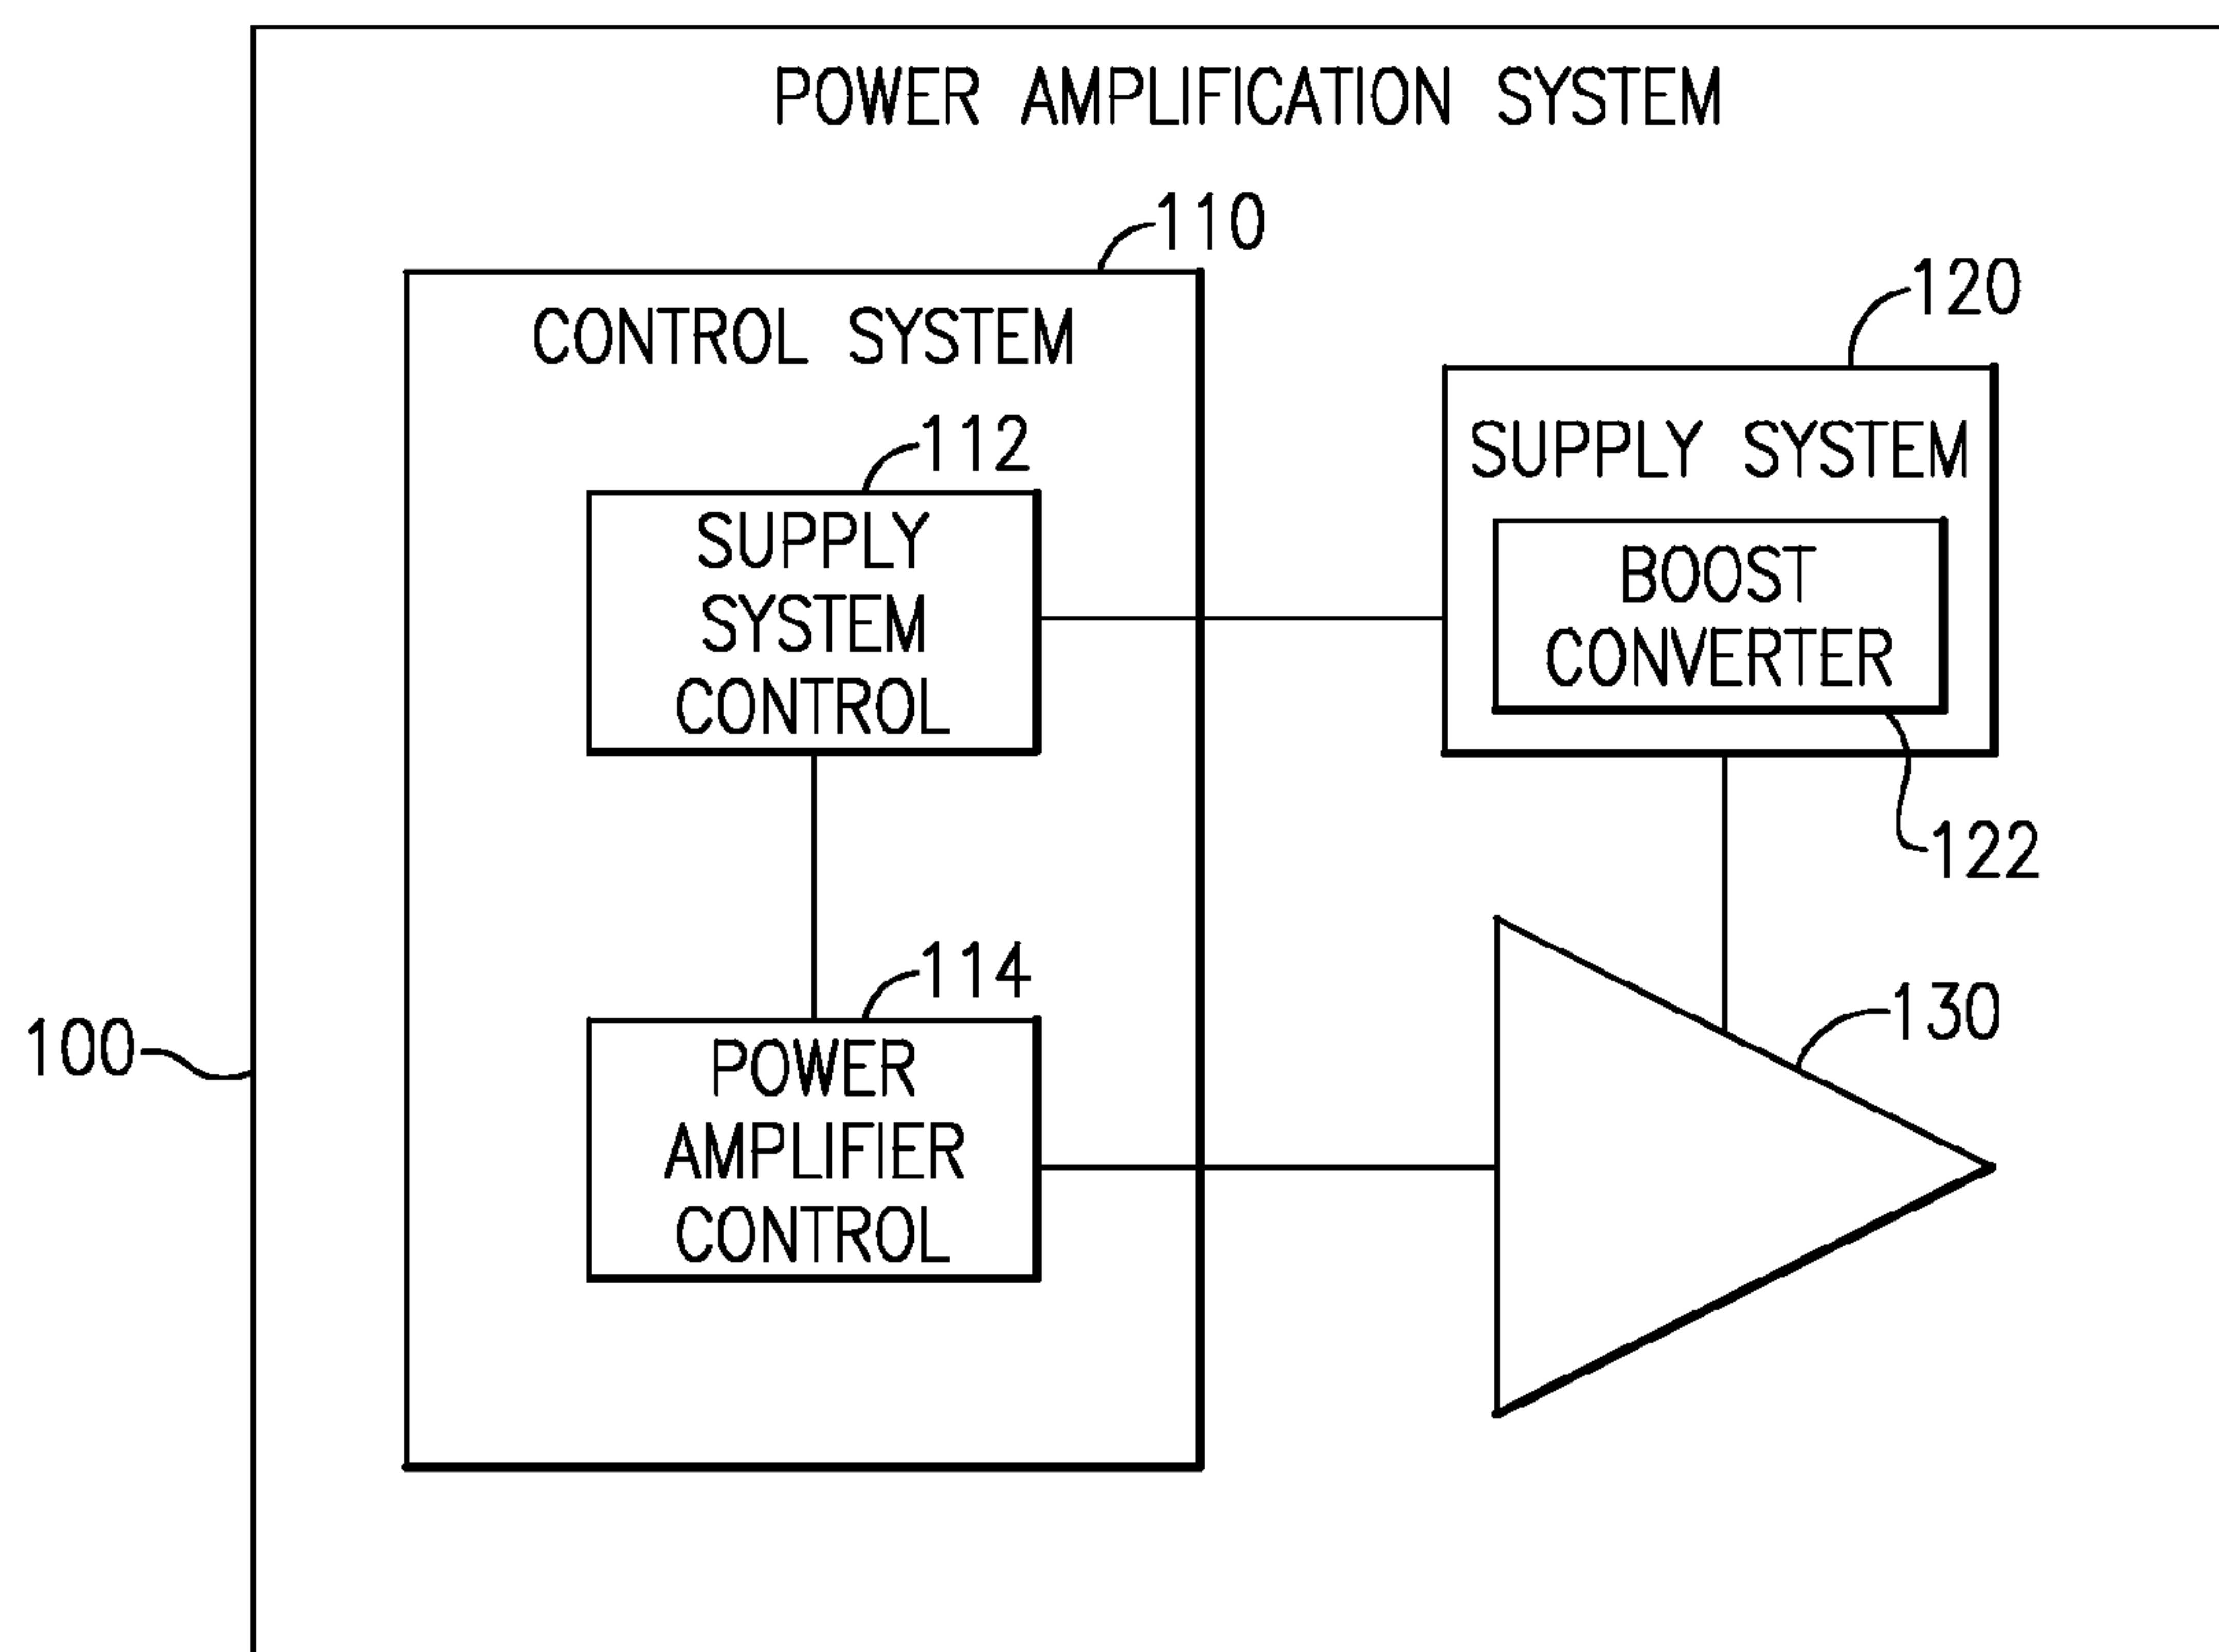 POWER AMPLIFICATION SYSTEM
110
CONTROL SYSTEM
120
112
SUPPLY
SYSTEM
CONTROL
SUPPLY SYSTEM
BOOST
CONVERTER
122
114
POWER
AMPLIFIER
CONTROL
130
100